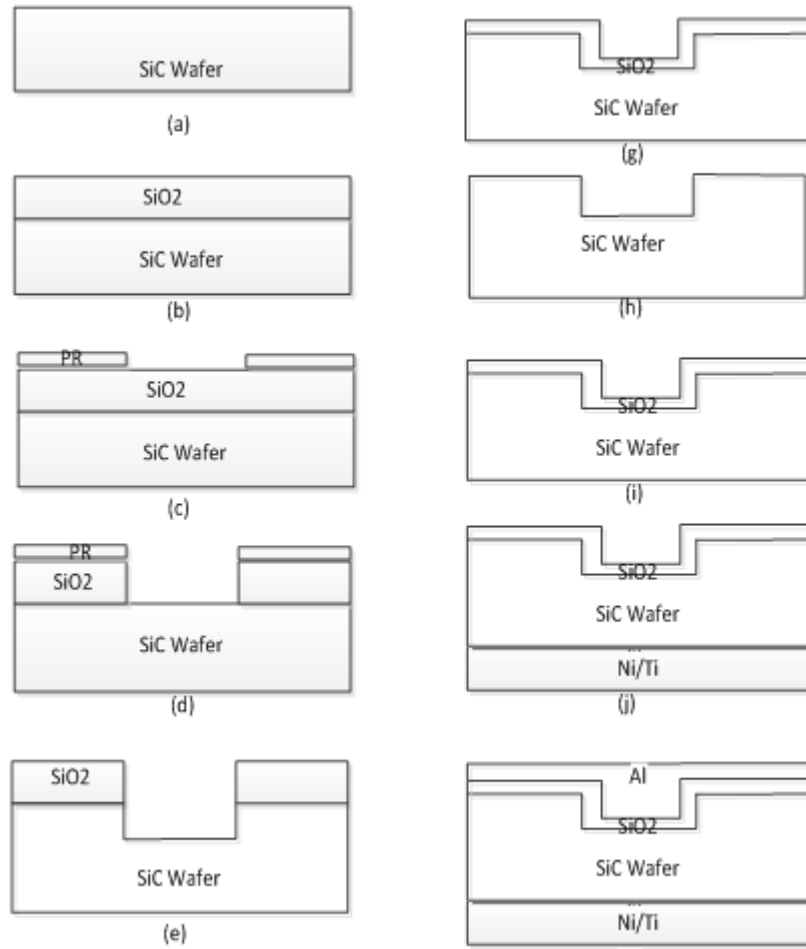 SiC Wafer
(a)
SiO2
SiC Wafer
(b)
PR
SiO2
SiC Wafer
(c)
PR
SiO2
SiC Wafer
(d)
SiO2
SiC Wafer
(e)
SiO2
SiC Wafer
(g)
SiC Wafer
(h)
SiO2
SiC Wafer
(i)
SiO2
SiC Wafer
Ni/Ti
(j)
Al
SiO2
SiC Wafer
Ni/Ti